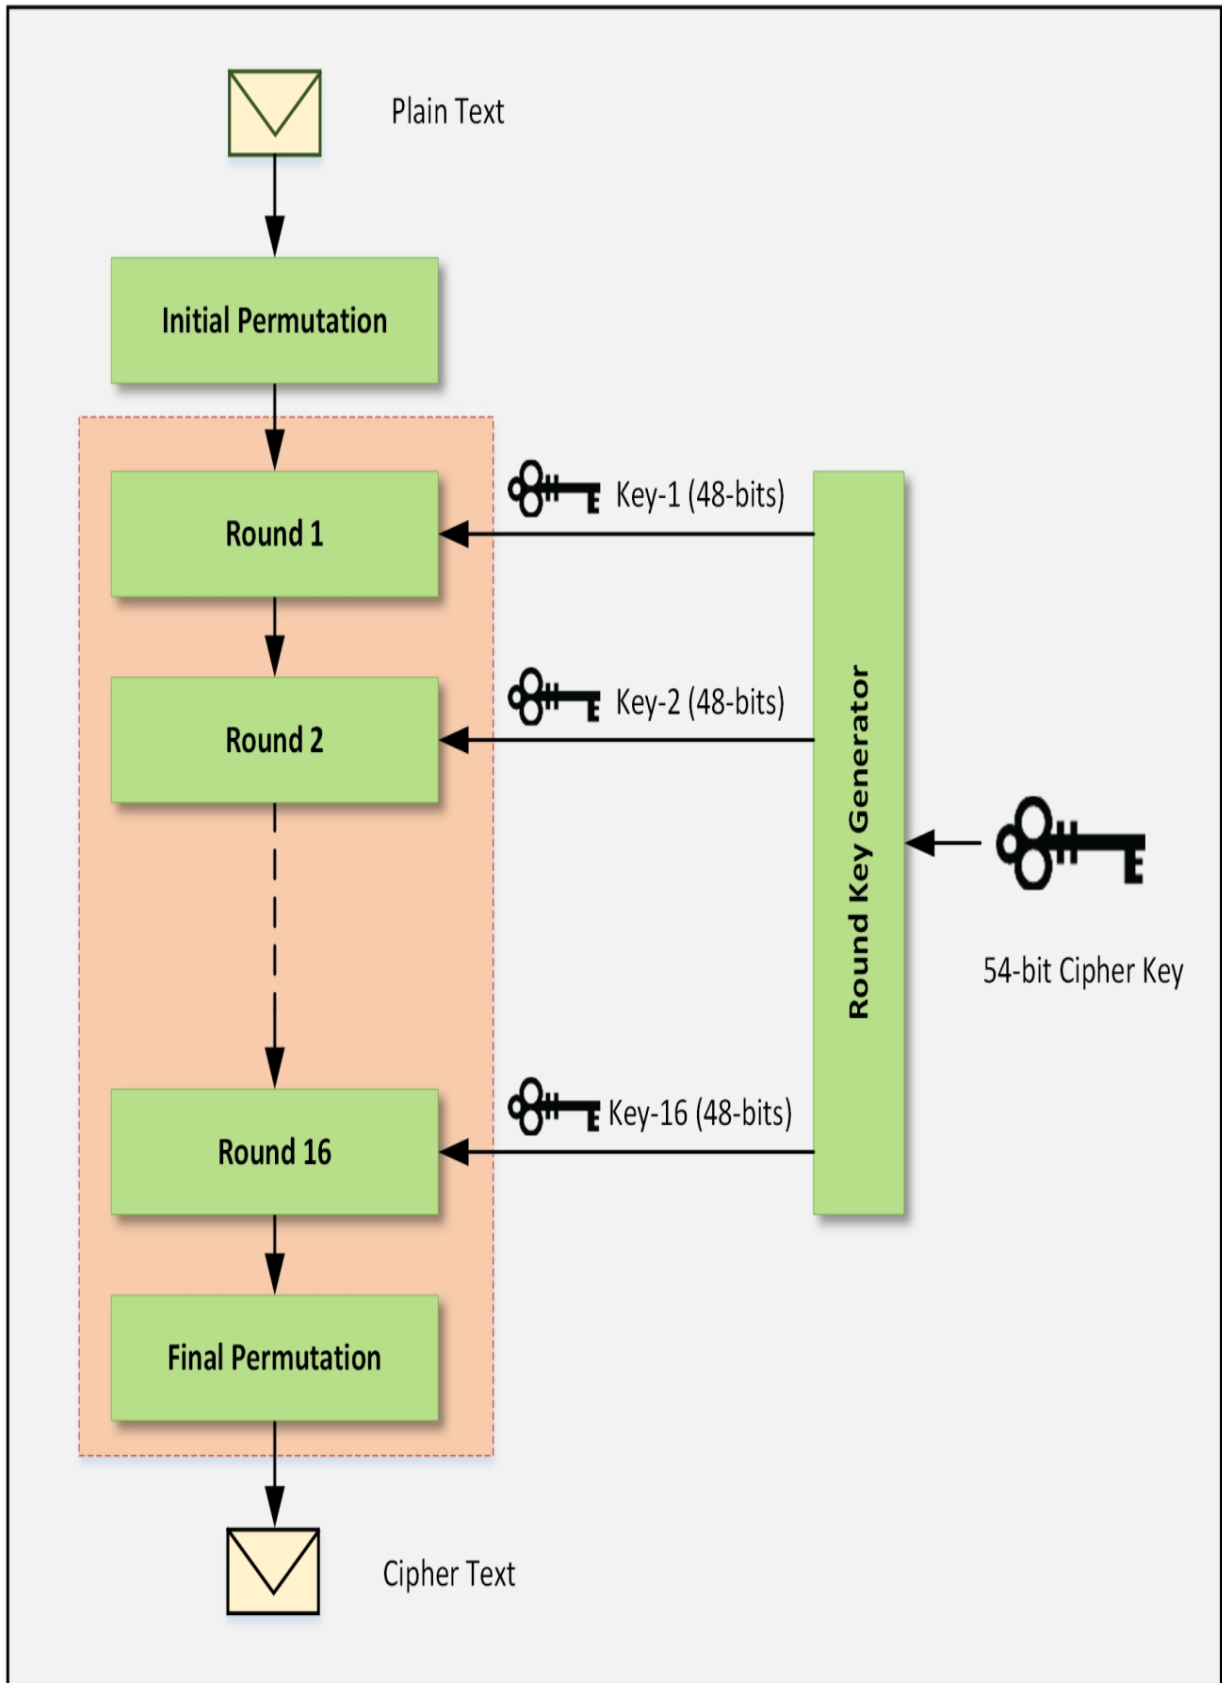 Plain Text
Initial Permutation
Key-1 (48-bits)
Round 1
Key-2 (48-bits)
Round 2
Round Key Generator
54-bit Cipher Key
Key-16 (48-bits)
Round 16
Final Permutation
Cipher Text